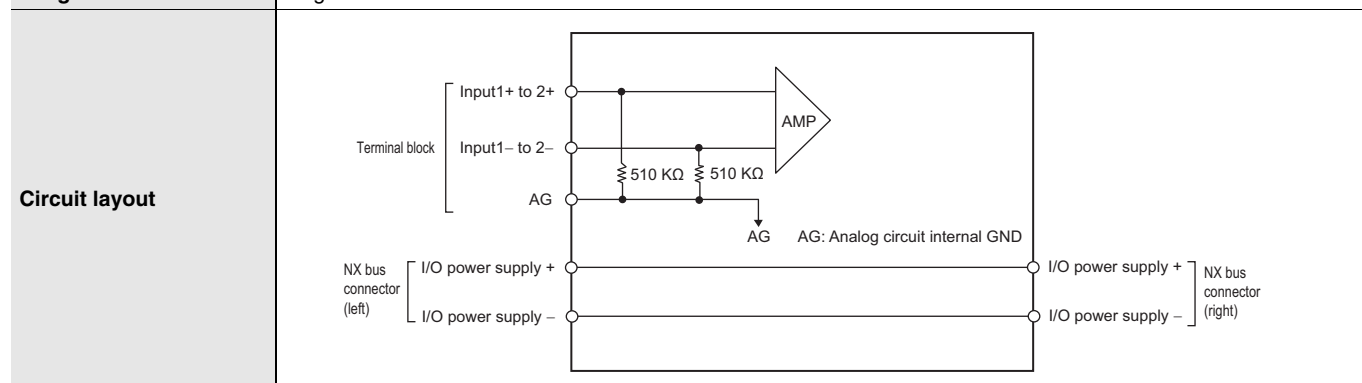 Circuit layout
Terminal block
Input1+ to 2+
Input1− to 2−
AG
AMP
510 KΩ 510 KΩ
AG AG: Analog circuit internal GND
NX bus
connector
(left)
I/O power supply +
I/O power supply −
I/O power supply +
I/O power supply −
NX bus
connector
(right)